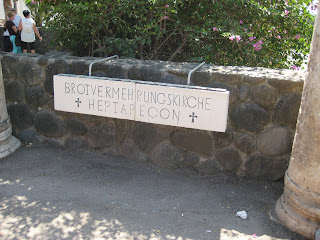 BROTVERMEHRUNGSKIRCHE
✝ HEPTAPEGON ✝